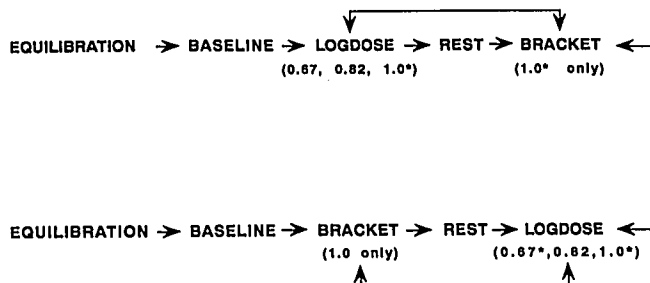 EQUILIBRATION → BASELINE → LOGDOSE → REST → BRACKET ←
(0.67, 0.82, 1.0*) (1.0* only)
EQUILIBRATION → BASELINE → BRACKET → REST → LOGDOSE ←
(1.0 only) (0.67*,0.82,1.0*)